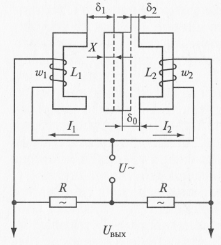 δ₁ δ₂
X
w₁ L₁ L₂ w₂
δ₀
I₁ I₂
U~
R R
~ ~
Uвых